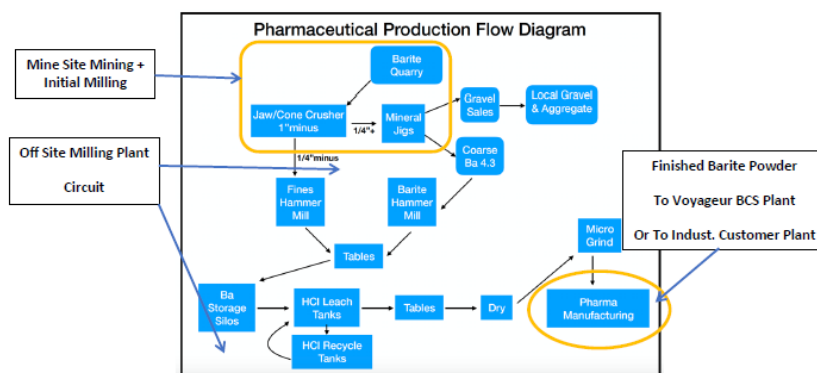 Pharmaceutical Production Flow Diagram
Mine Site Mining +
Initial Milling
Barite
Quarry
Jaw/Cone Crusher
1"minus
1/4"+
Mineral
Jigs
Gravel
Sales
Local Gravel
& Aggregate
Off Site Milling Plant
Circuit
1/4"minus
Coarse
Ba 4.3
Finished Barite Powder
To Voyageur BCS Plant
Or To Indust. Customer Plant
Fines
Hammer
Mill
Barite
Hammer
Mill
Micro
Grind
Tables
Ba
Storage
Silos
HCI Leach
Tanks
Tables
Dry
Pharma
Manufacturing
HCI Recycle
Tanks